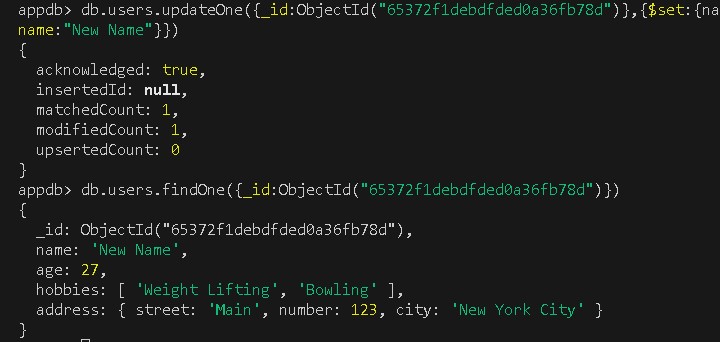 appdb> db.users.updateOne({_id:ObjectId("65372f1debdfded0a36fb78d")},{$set:{na
name:"New Name"}})
{
  acknowledged: true,
  insertedId: null,
  matchedCount: 1,
  modifiedCount: 1,
  upsertedCount: 0
}
appdb> db.users.findOne({_id:ObjectId("65372f1debdfded0a36fb78d")})
{
  _id: ObjectId("65372f1debdfded0a36fb78d"),
  name: 'New Name',
  age: 27,
  hobbies: [ 'Weight Lifting', 'Bowling' ],
  address: { street: 'Main', number: 123, city: 'New York City' }
}